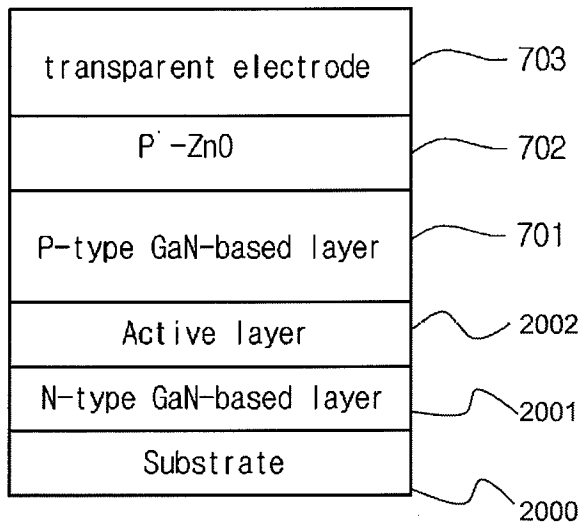 transparent electrode 703
P⁺-ZnO 702
P-type GaN-based layer 701
Active layer 2002
N-type GaN-based layer 2001
Substrate 2000